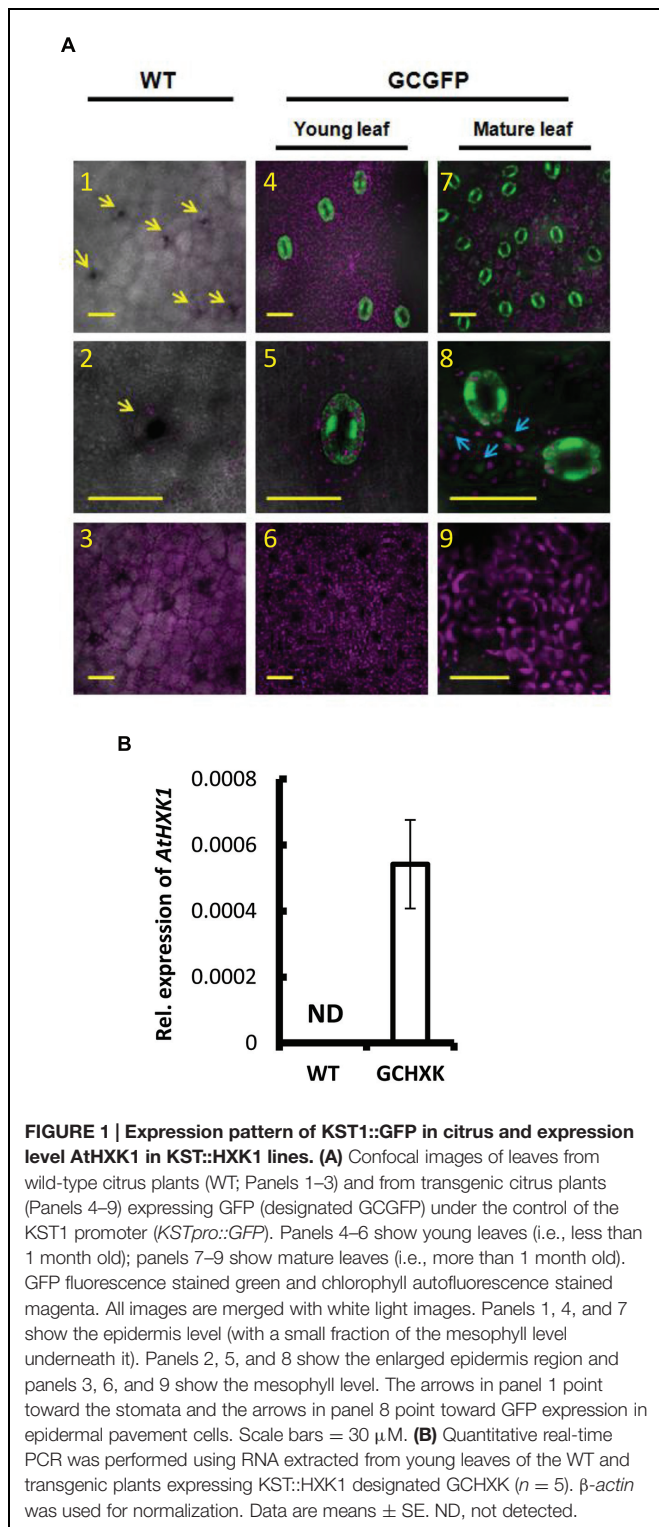 A
WT
GCGFP
Young leaf
Mature leaf
1
4
7
2
5
8
3
6
9
B
Rel. expression of AtHXK1
0.0008
0.0006
0.0004
0.0002
0
ND
WT
GCHXK
FIGURE 1 | Expression pattern of KST1::GFP in citrus and expression
level AtHXK1 in KST::HXK1 lines. (A) Confocal images of leaves from
wild-type citrus plants (WT; Panels 1–3) and from transgenic citrus plants
(Panels 4–9) expressing GFP (designated GCGFP) under the control of the
KST1 promoter (KSTpro::GFP). Panels 4–6 show young leaves (i.e., less than
1 month old); panels 7–9 show mature leaves (i.e., more than 1 month old).
GFP fluorescence stained green and chlorophyll autofluorescence stained
magenta. All images are merged with white light images. Panels 1, 4, and 7
show the epidermis level (with a small fraction of the mesophyll level
underneath it). Panels 2, 5, and 8 show the enlarged epidermis region and
panels 3, 6, and 9 show the mesophyll level. The arrows in panel 1 point
toward the stomata and the arrows in panel 8 point toward GFP expression in
epidermal pavement cells. Scale bars = 30 μM. (B) Quantitative real-time
PCR was performed using RNA extracted from young leaves of the WT and
transgenic plants expressing KST::HXK1 designated GCHXK (n = 5). β-actin
was used for normalization. Data are means ± SE. ND, not detected.